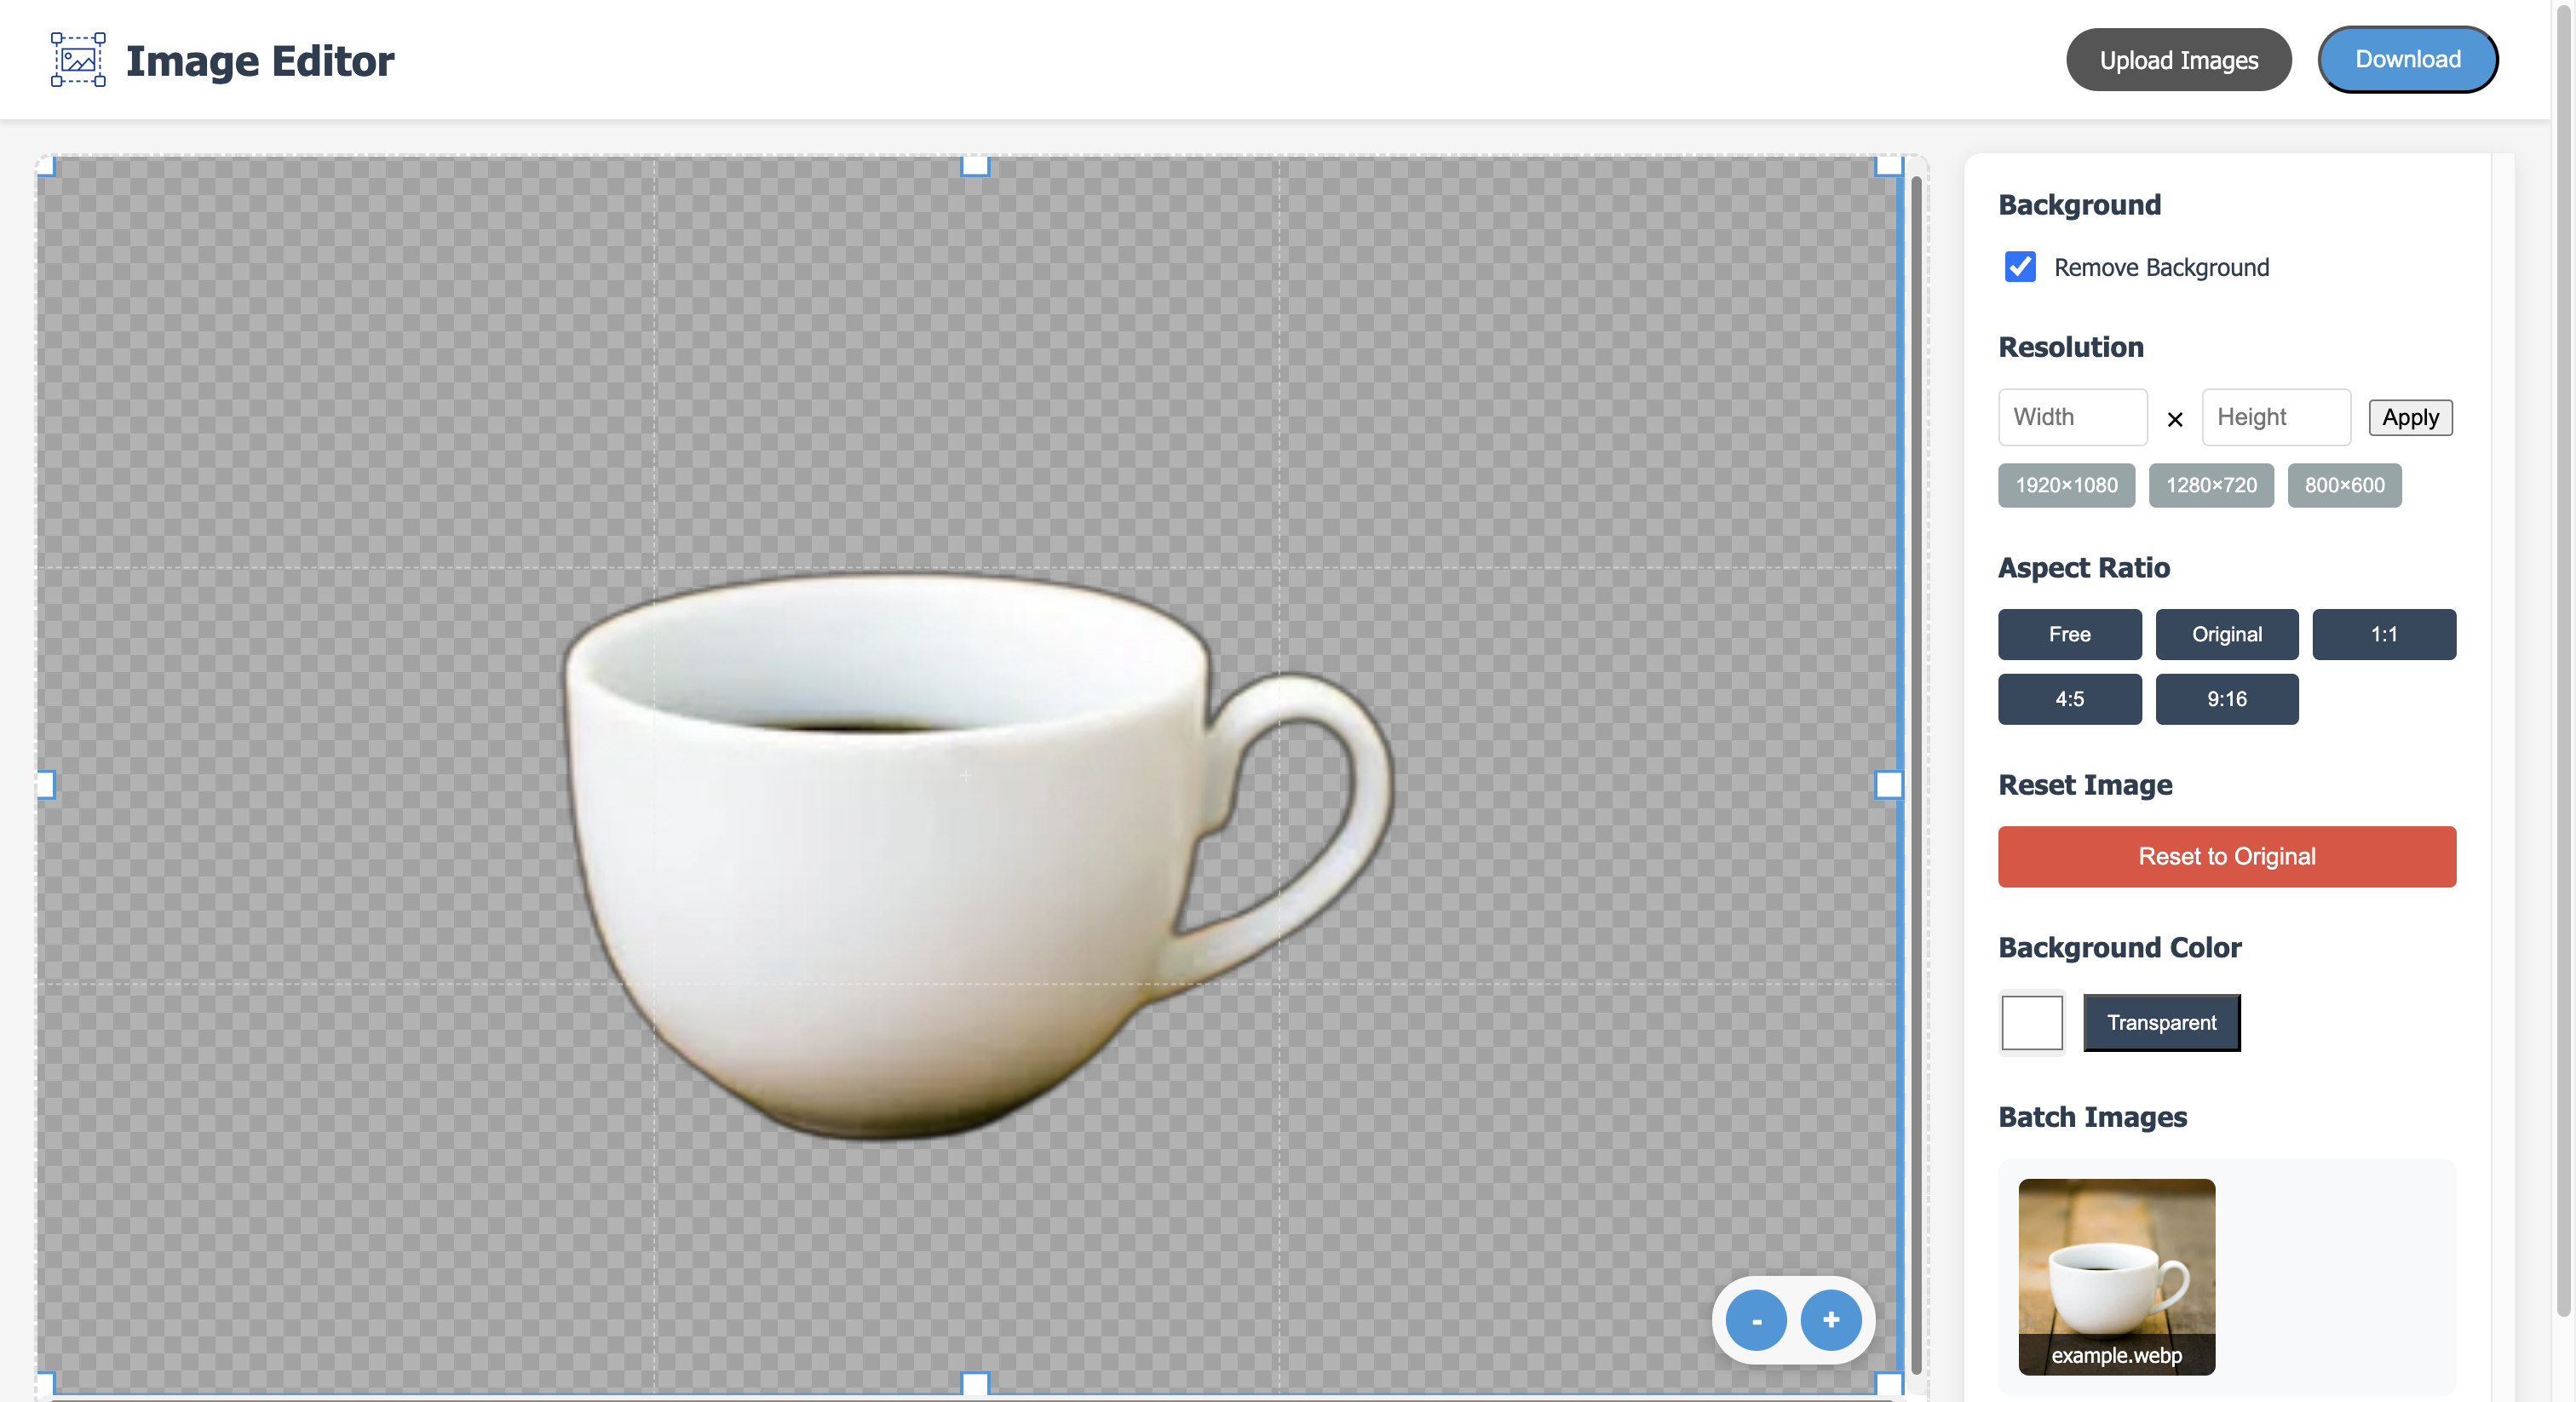 Image Editor
Upload Images
Download
Background
Remove Background
Resolution
Width
×
Height
Apply
1920×1080
1280×720
800×600
Aspect Ratio
Free
Original
1:1
4:5
9:16
Reset Image
Reset to Original
Background Color
Transparent
Batch Images
example.webp
-
+